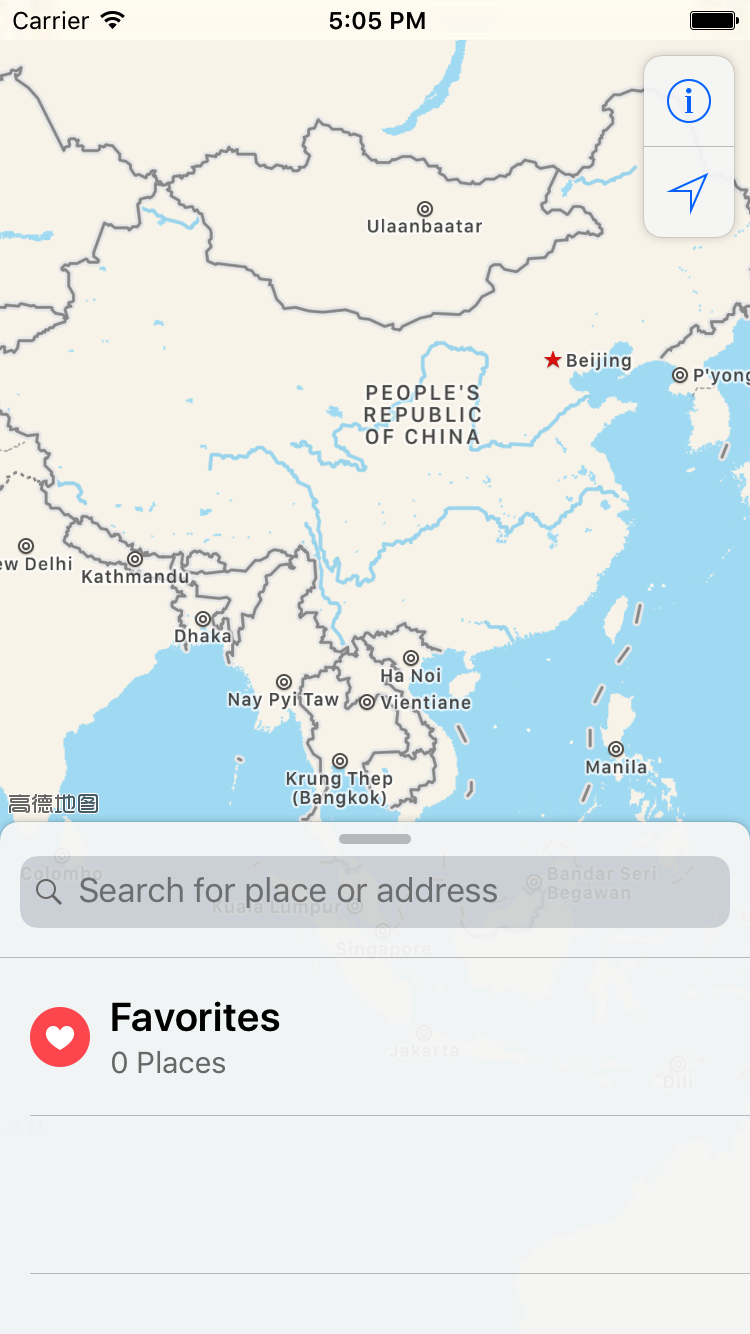 Carrier
5:05 PM
Ulaanbaatar
Beijing
P'yong
PEOPLE'S
REPUBLIC
OF CHINA
ew Delhi
Kathmandu
Dhaka
Ha Noi
Nay Pyi Taw
Vientiane
Manila
Krung Thep
(Bangkok)
高德地图
Colombo
Search for place or address
Bandar Seri
Begawan
Kuala Lumpur
Singapore
Favorites
0 Places
Jakarta
Dili